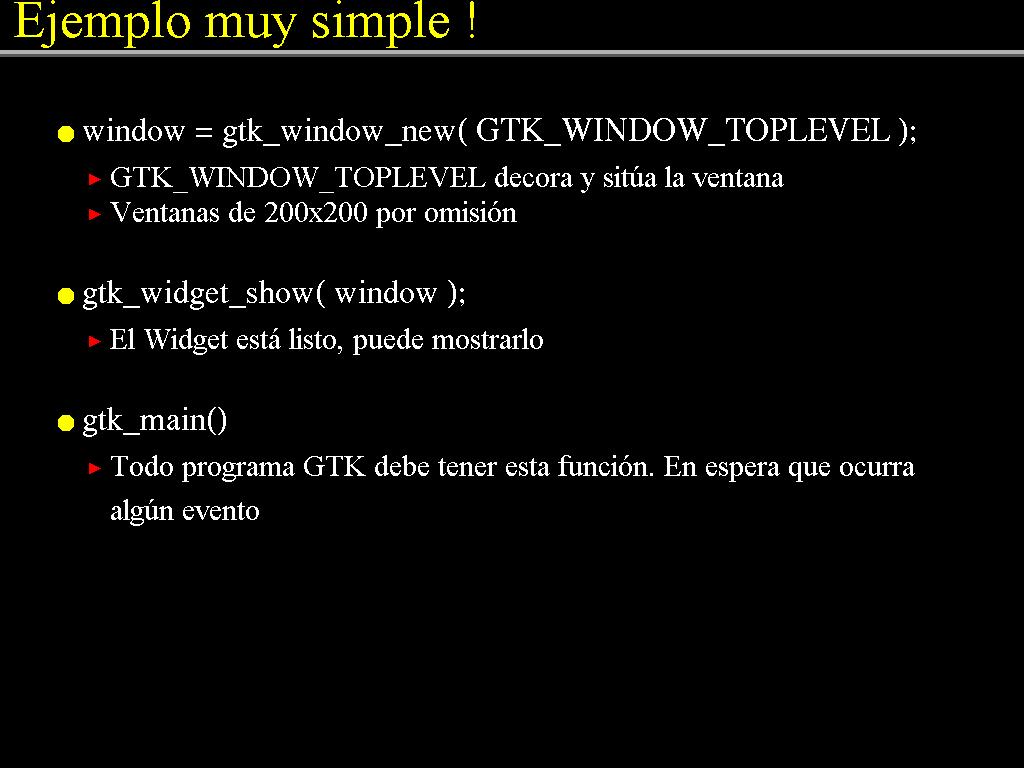 Ejemplo muy simple !
window = gtk_window_new( GTK_WINDOW_TOPLEVEL );
GTK_WINDOW_TOPLEVEL decora y sitúa la ventana
Ventanas de 200x200 por omisión
gtk_widget_show( window );
El Widget está listo, puede mostrarlo
gtk_main()
Todo programa GTK debe tener esta función. En espera que ocurra
algún evento